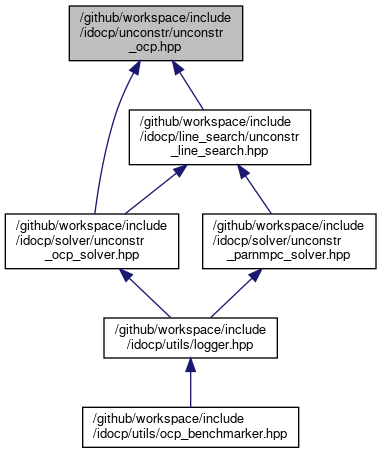 /github/workspace/include
/idocp/unconstr/unconstr
_ocp.hpp
/github/workspace/include
/idocp/line_search/unconstr
_line_search.hpp
/github/workspace/include
/idocp/solver/unconstr
_ocp_solver.hpp
/github/workspace/include
/idocp/solver/unconstr
_parnmpc_solver.hpp
/github/workspace/include
/idocp/utils/logger.hpp
/github/workspace/include
/idocp/utils/ocp_benchmarker.hpp